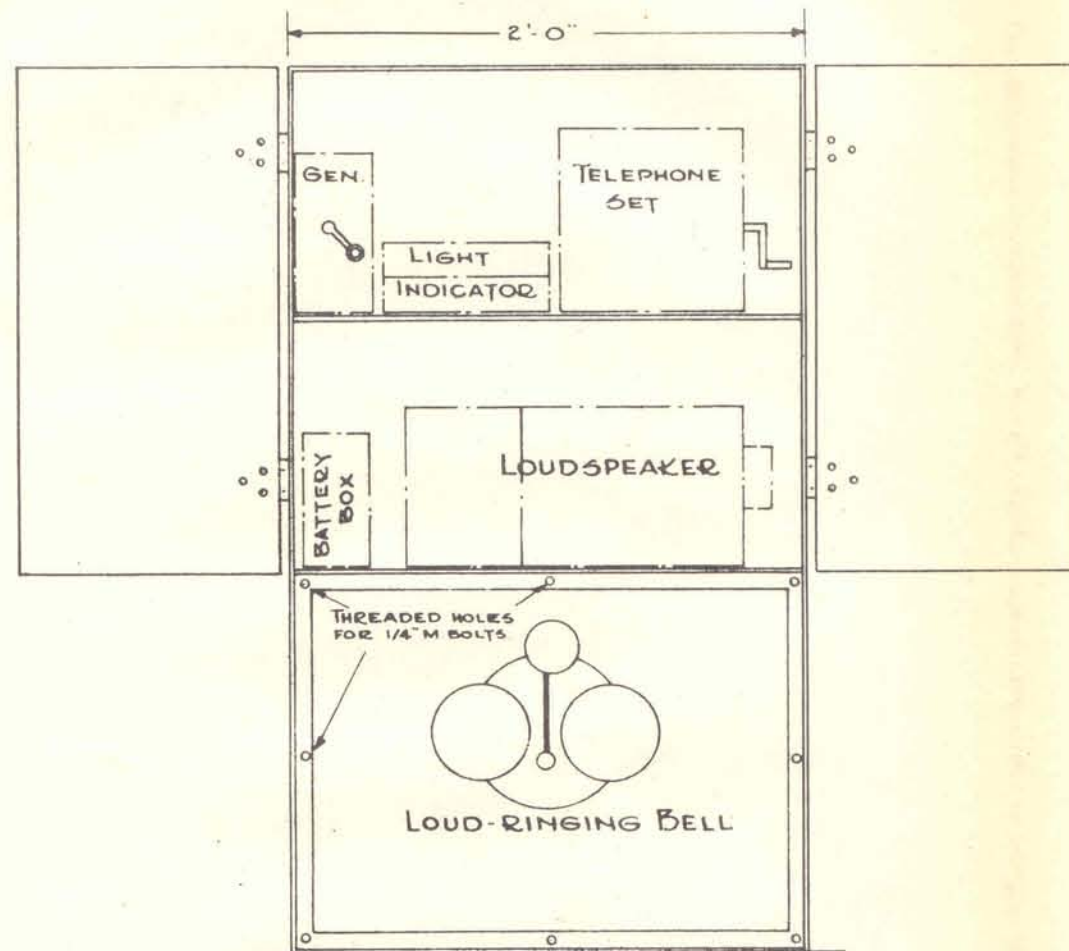 2'-0"
GEN.
TELEPHONE
SET
LIGHT
INDICATOR
BATTERY
BOX
LOUDSPEAKER
THREADED HOLES
FOR 1/4" M BOLTS
LOUD-RINGING BELL